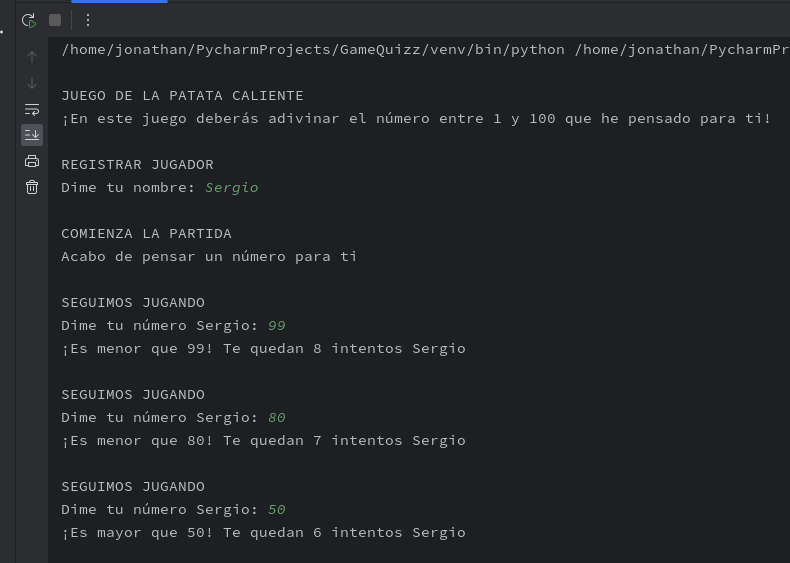 /home/jonathan/PycharmProjects/GameQuizz/venv/bin/python /home/jonathan/PycharmPr
JUEGO DE LA PATATA CALIENTE
¡En este juego deberás adivinar el número entre 1 y 100 que he pensado para ti!
REGISTRAR JUGADOR
Dime tu nombre: Sergio
COMIENZA LA PARTIDA
Acabo de pensar un número para ti
SEGUIMOS JUGANDO
Dime tu número Sergio: 99
¡Es menor que 99! Te quedan 8 intentos Sergio
SEGUIMOS JUGANDO
Dime tu número Sergio: 80
¡Es menor que 80! Te quedan 7 intentos Sergio
SEGUIMOS JUGANDO
Dime tu número Sergio: 50
¡Es mayor que 50! Te quedan 6 intentos Sergio